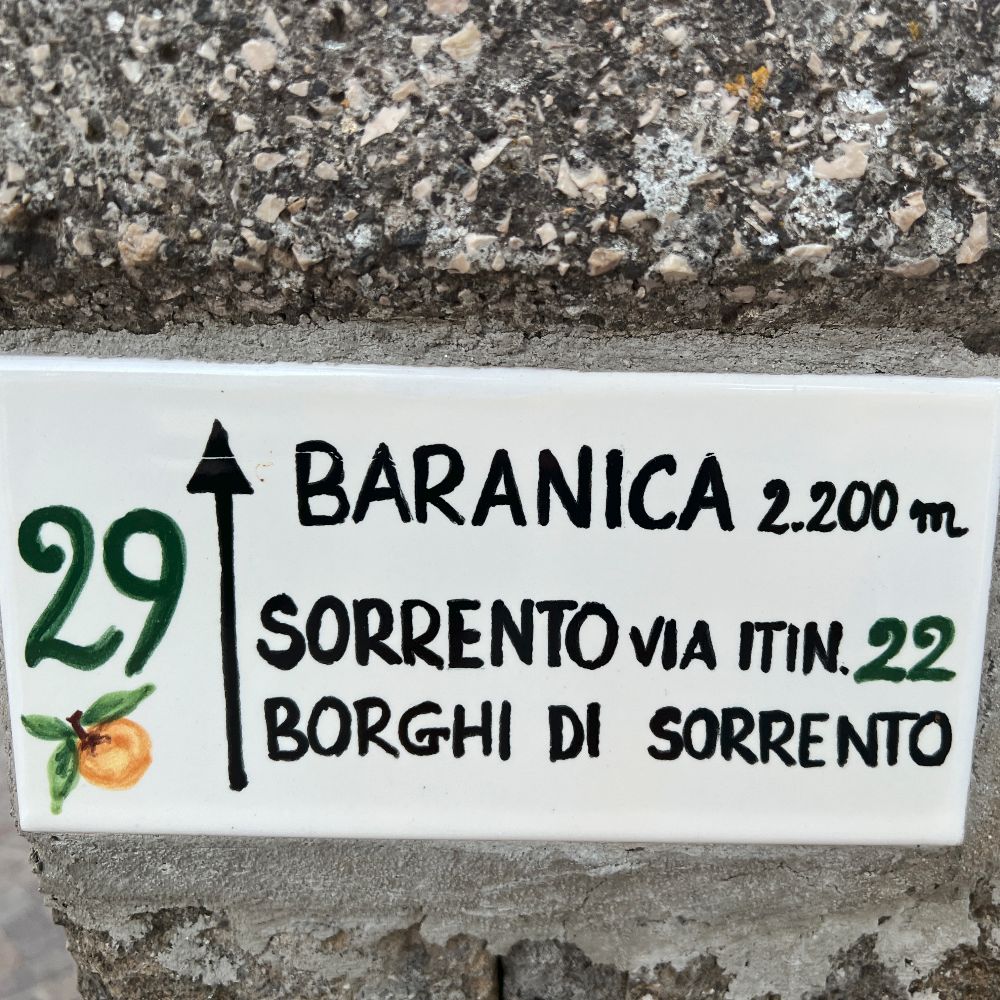 29
BARANICA 2.200 m
SORRENTO VIA ITIN. 22
BORGHI DI SORRENTO